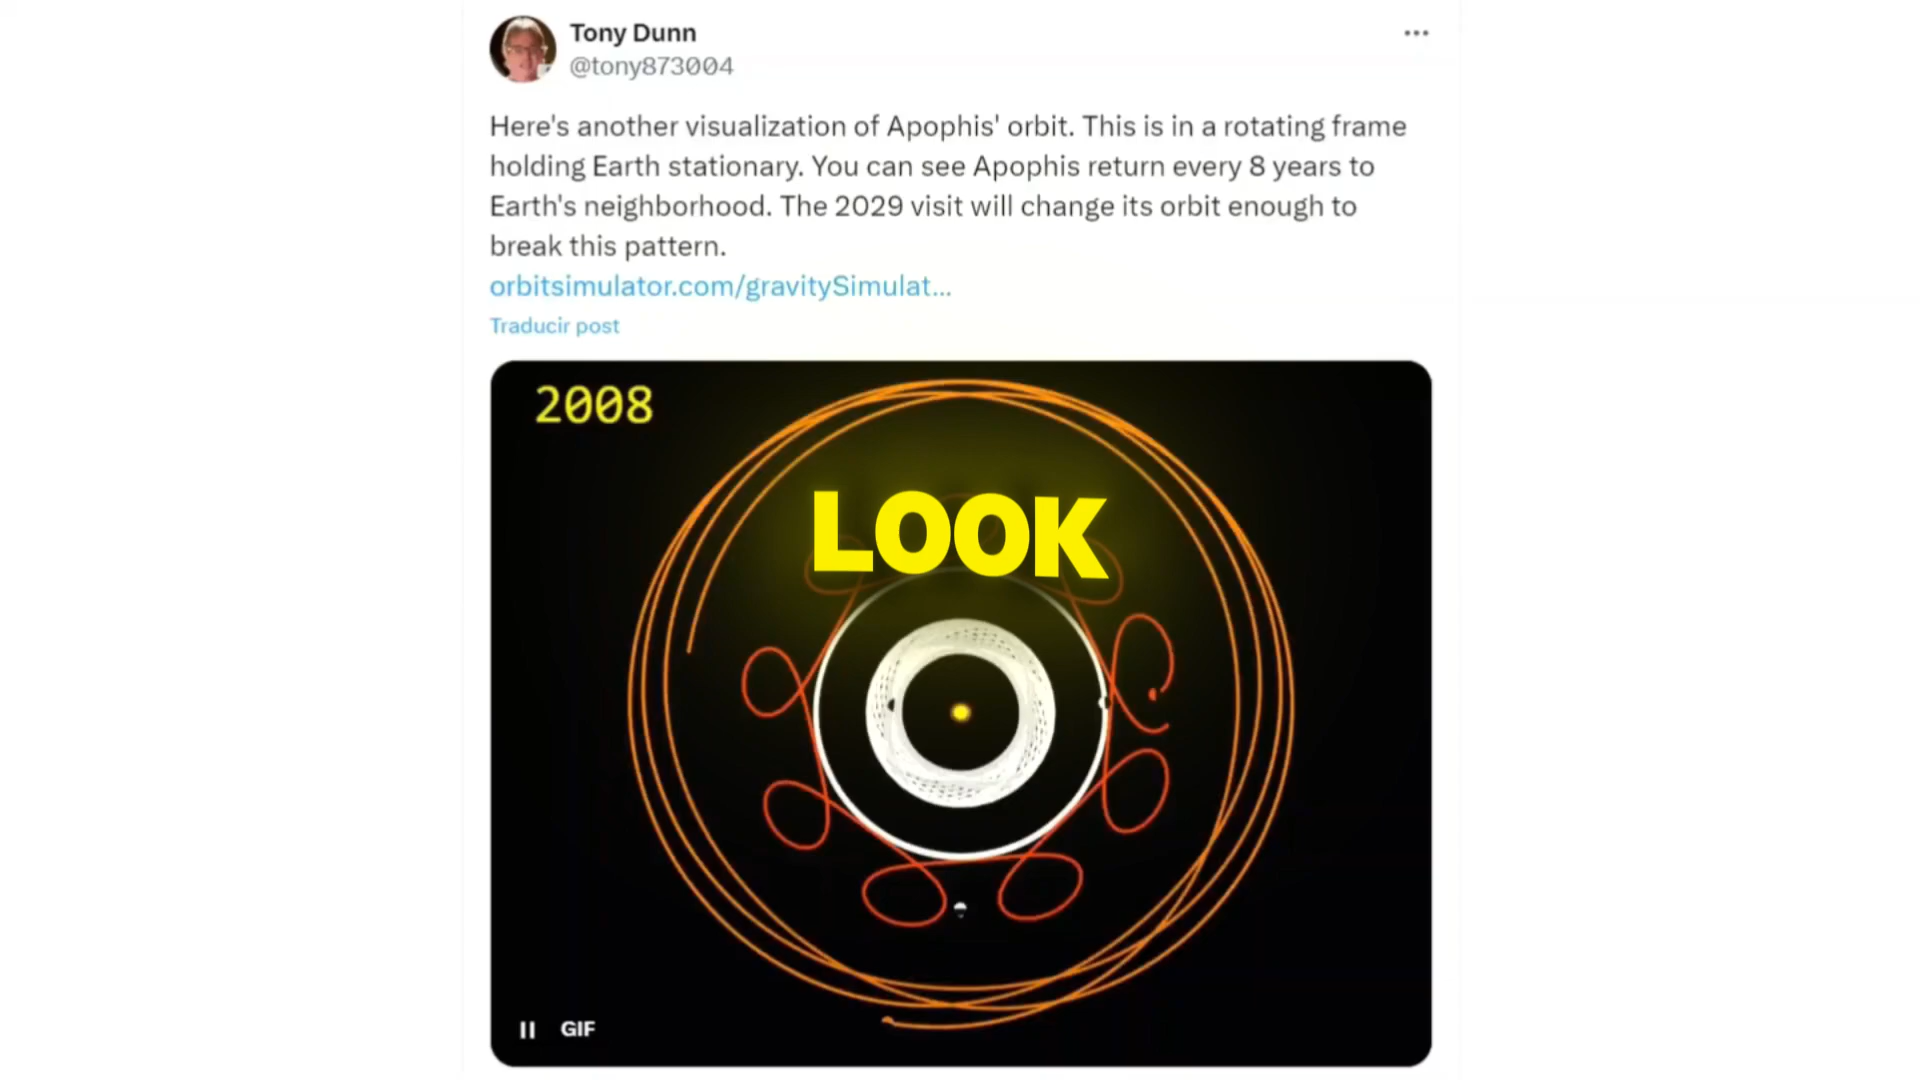 Tony Dunn
@tony873004
Here's another visualization of Apophis' orbit. This is in a rotating frame
holding Earth stationary. You can see Apophis return every 8 years to
Earth's neighborhood. The 2029 visit will change its orbit enough to
break this pattern.
orbitsimulator.com/gravitySimulat...
Traducir post
2008
LOOK
GIF